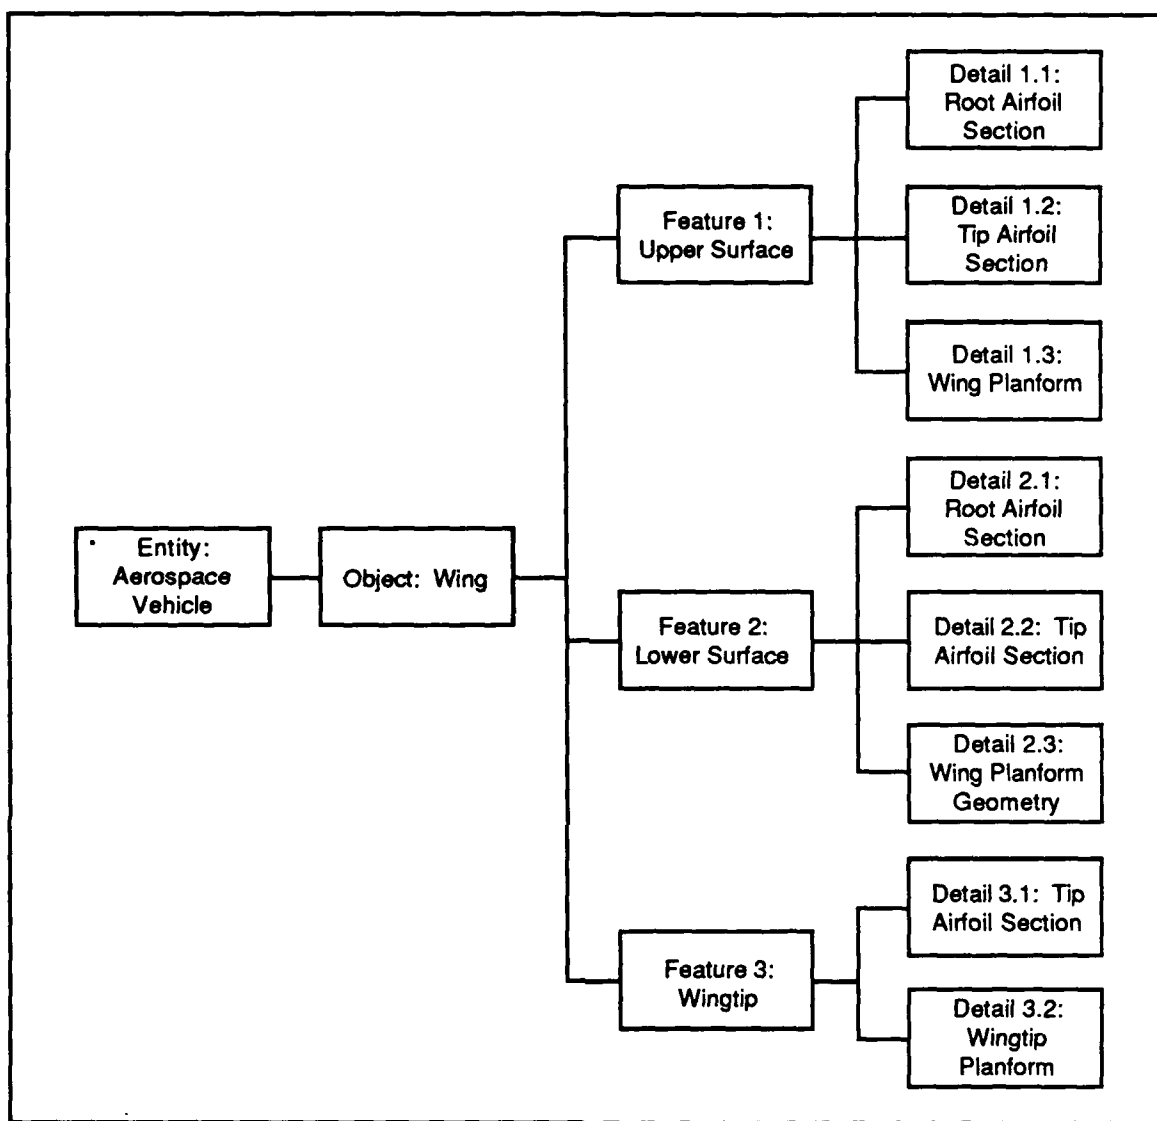 Entity:
Aerospace
Vehicle
Object: Wing
Feature 1:
Upper Surface
Detail 1.1:
Root Airfoil
Section
Detail 1.2:
Tip Airfoil
Section
Detail 1.3:
Wing Planform
Feature 2:
Lower Surface
Detail 2.1:
Root Airfoil
Section
Detail 2.2: Tip
Airfoil Section
Detail 2.3:
Wing Planform
Geometry
Feature 3:
Wingtip
Detail 3.1: Tip
Airfoil Section
Detail 3.2:
Wingtip
Planform